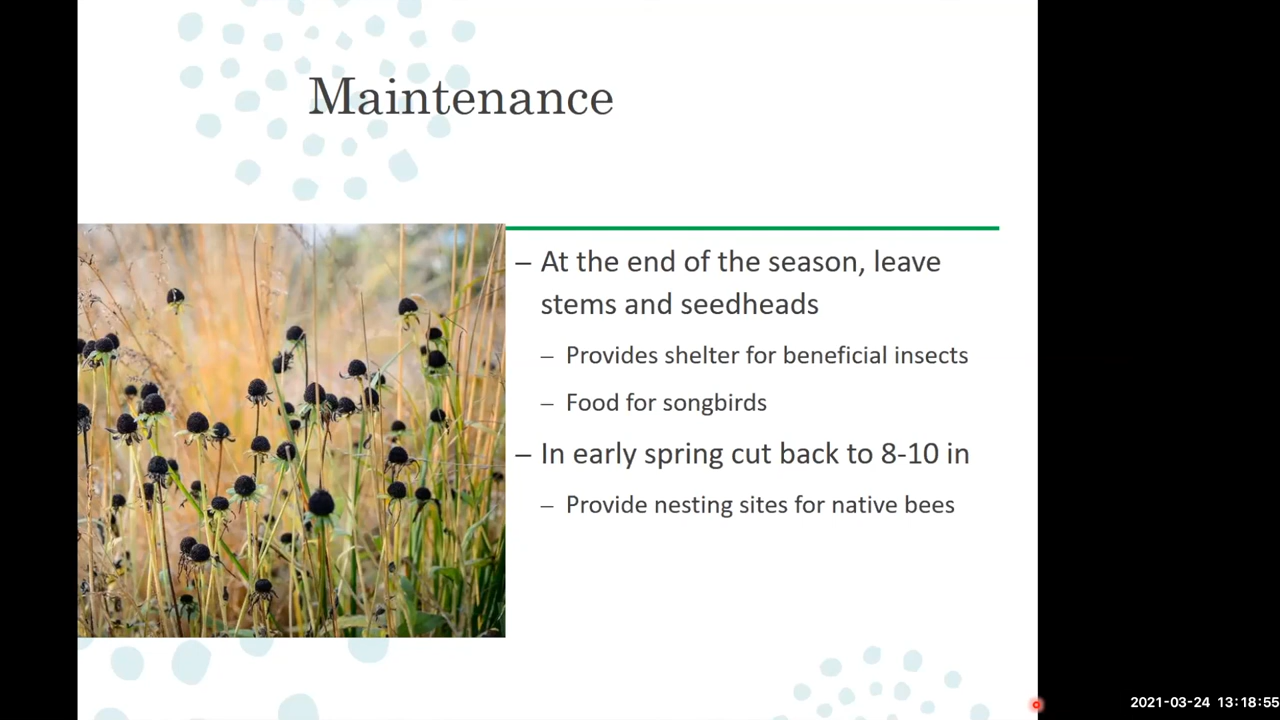 Maintenance
– At the end of the season, leave
stems and seedheads
– Provides shelter for beneficial insects
– Food for songbirds
– In early spring cut back to 8-10 in
– Provide nesting sites for native bees
2021-03-24 13:18:55